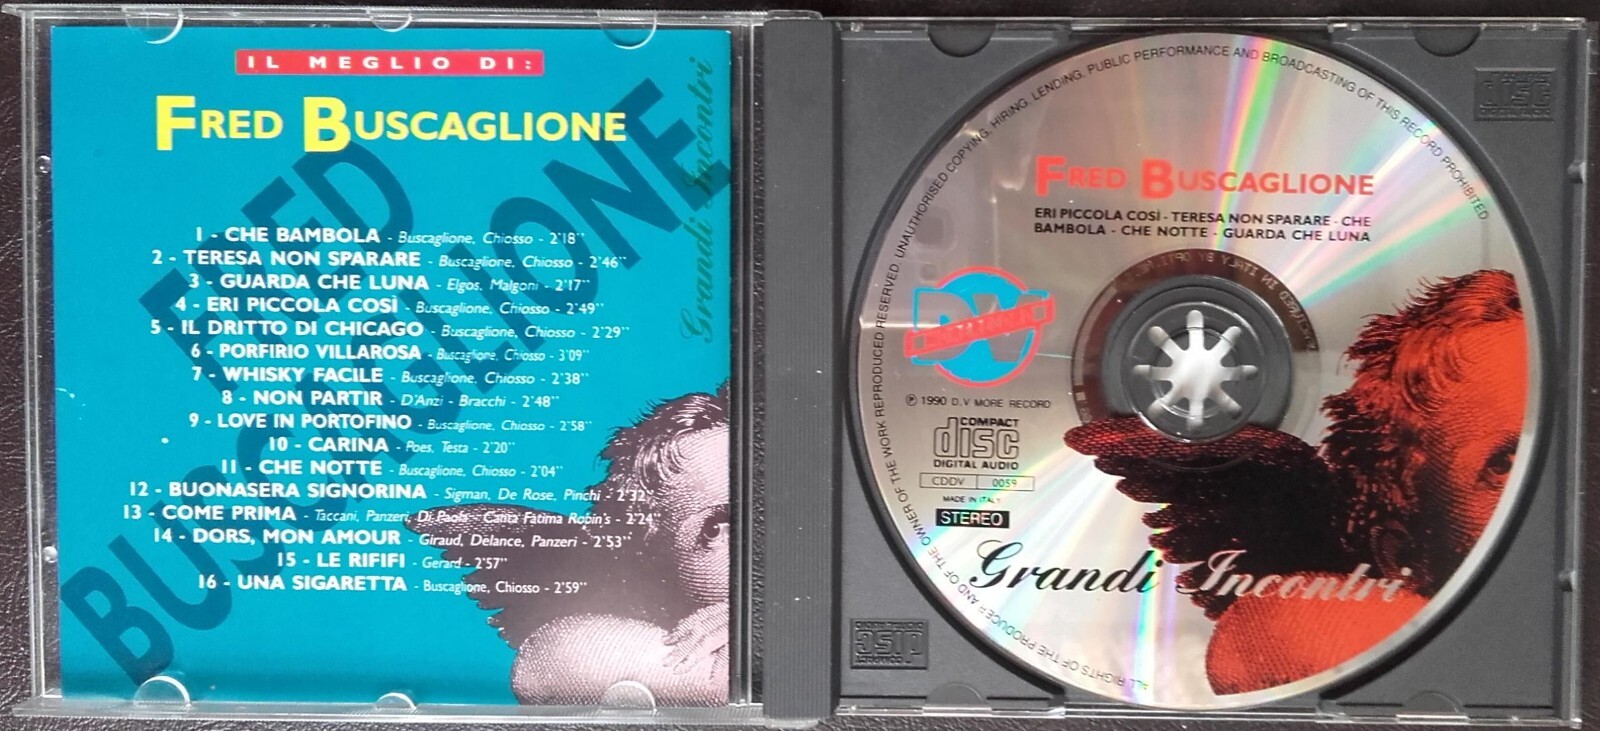 IL MEGLIO DI:
FRED BUSCAGLIONE
Grandi Incontri
FRED
BUSCAGLIONE
1 - CHE BAMBOLA - Buscaglione, Chiosso - 2'18''
2 - TERESA NON SPARARE - Buscaglione, Chiosso - 2'46''
3 - GUARDA CHE LUNA - Elgos, Malgoni - 2'17''
4 - ERI PICCOLA COSÌ - Buscaglione, Chiosso - 2'49''
5 - IL DRITTO DI CHICAGO - Buscaglione, Chiosso - 2'29''
6 - PORFIRIO VILLAROSA - Buscaglione, Chiosso - 3'09''
7 - WHISKY FACILE - Buscaglione, Chiosso - 2'38''
8 - NON PARTIR - D'Anzi - Bracchi - 2'48''
9 - LOVE IN PORTOFINO - Buscaglione, Chiosso - 2'58''
10 - CARINA - Poes, Testa - 2'20''
11 - CHE NOTTE - Buscaglione, Chiosso - 2'04''
12 - BUONASERA SIGNORINA - Sigman, De Rose, Pinchi - 2'32''
13 - COME PRIMA - Taccani, Panzeri, Di Paola - Canta Fatima Robin's - 2'24''
14 - DORS, MON AMOUR - Giraud, Delance, Panzeri - 2'53''
15 - LE RIFIFI - Gerard - 2'57''
16 - UNA SIGARETTA - Buscaglione, Chiosso - 2'59''
ALL RIGHTS OF THE PRODUCER AND OF THE OWNER OF THE WORK REPRODUCED RESERVED. UNAUTHORISED COPYING, HIRING, LENDING, PUBLIC PERFORMANCE AND BROADCASTING OF THIS RECORD PROHIBITED
FRED BUSCAGLIONE
ERI PICCOLA COSÌ - TERESA NON SPARARE - CHE
BAMBOLA - CHE NOTTE - GUARDA CHE LUNA
DV
℗ 1990 D.V MORE RECORD
COMPACT
disc
DIGITAL AUDIO
CDDV 0059
MADE IN ITALY
STEREO
Grandi Incontri